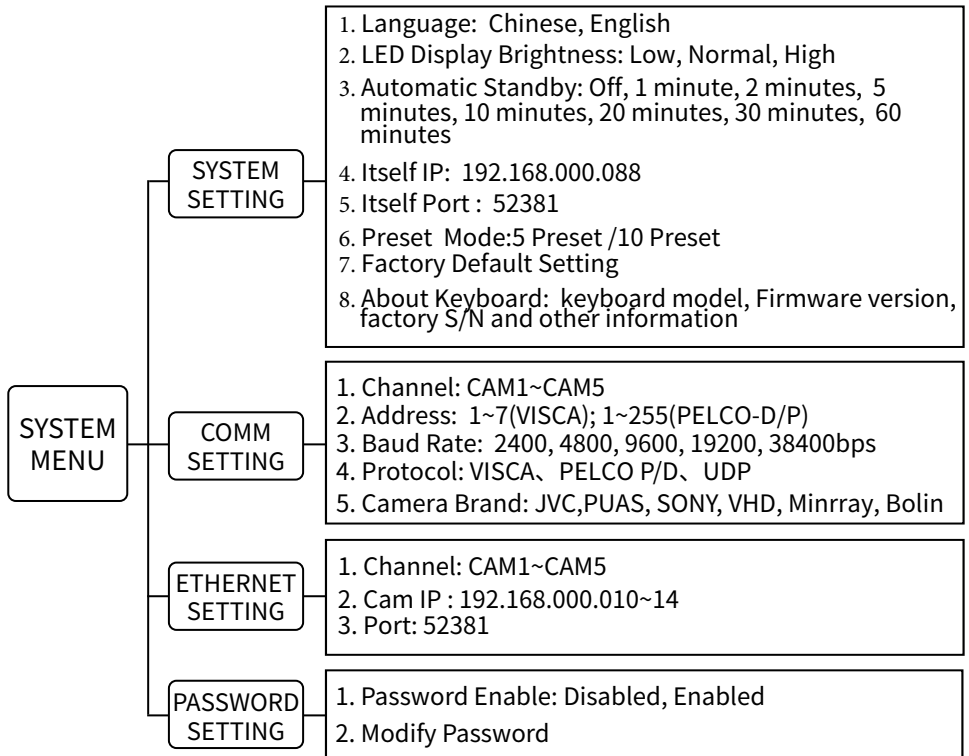 SYSTEM
MENU
SYSTEM
SETTING
1. Language: Chinese, English
2. LED Display Brightness: Low, Normal, High
3. Automatic Standby: Off, 1 minute, 2 minutes, 5
minutes, 10 minutes, 20 minutes, 30 minutes, 60
minutes
4. Itself IP: 192.168.000.088
5. Itself Port : 52381
6. Preset Mode:5 Preset /10 Preset
7. Factory Default Setting
8. About Keyboard: keyboard model, Firmware version,
factory S/N and other information
COMM
SETTING
1. Channel: CAM1~CAM5
2. Address: 1~7(VISCA); 1~255(PELCO-D/P)
3. Baud Rate: 2400, 4800, 9600, 19200, 38400bps
4. Protocol: VISCA、PELCO P/D、UDP
5. Camera Brand: JVC,PUAS, SONY, VHD, Minrray, Bolin
ETHERNET
SETTING
1. Channel: CAM1~CAM5
2. Cam IP : 192.168.000.010~14
3. Port: 52381
PASSWORD
SETTING
1. Password Enable: Disabled, Enabled
2. Modify Password